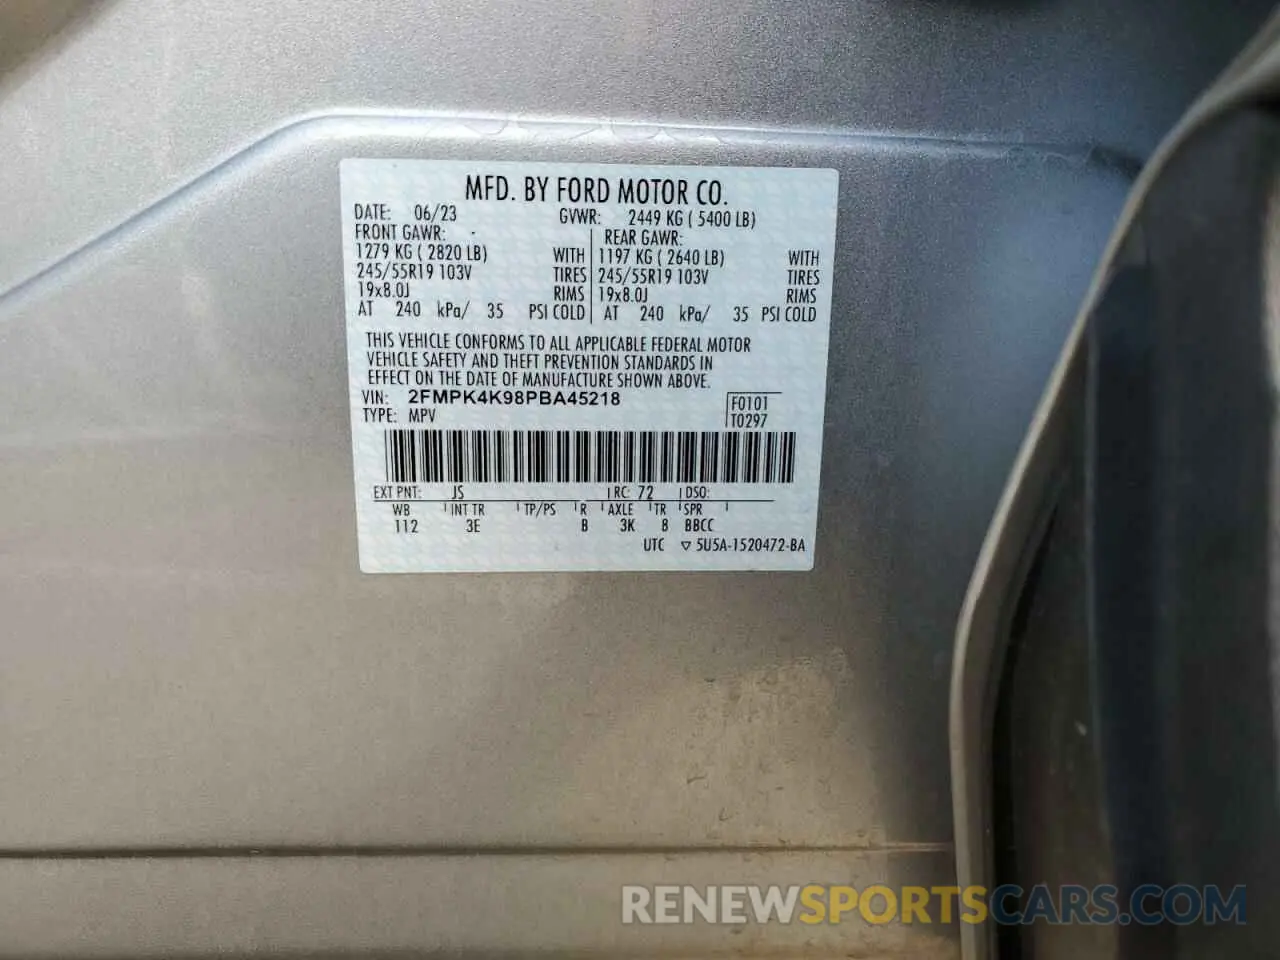 MFD. BY FORD MOTOR CO.
DATE: 06/23 GVWR: 2449 KG ( 5400 LB)
FRONT GAWR: REAR GAWR:
1279 KG ( 2820 LB) WITH 1197 KG ( 2640 LB) WITH
245/55R19 103V TIRES 245/55R19 103V TIRES
19x8.0J RIMS 19x8.0J RIMS
AT 240 kPa/ 35 PSI COLD AT 240 kPa/ 35 PSI COLD
THIS VEHICLE CONFORMS TO ALL APPLICABLE FEDERAL MOTOR
VEHICLE SAFETY AND THEFT PREVENTION STANDARDS IN
EFFECT ON THE DATE OF MANUFACTURE SHOWN ABOVE.
VIN: 2FMPK4K98PBA45218 F0101
TYPE: MPV T0297
EXT PNT: JS RC: 72 DSO:
WB INT TR TP/PS R AXLE TR SPR
112 3E B 3K 8 BBCC
UTC ▽ 5U5A-1520472-BA
RENEWSPORTSCARS.COM